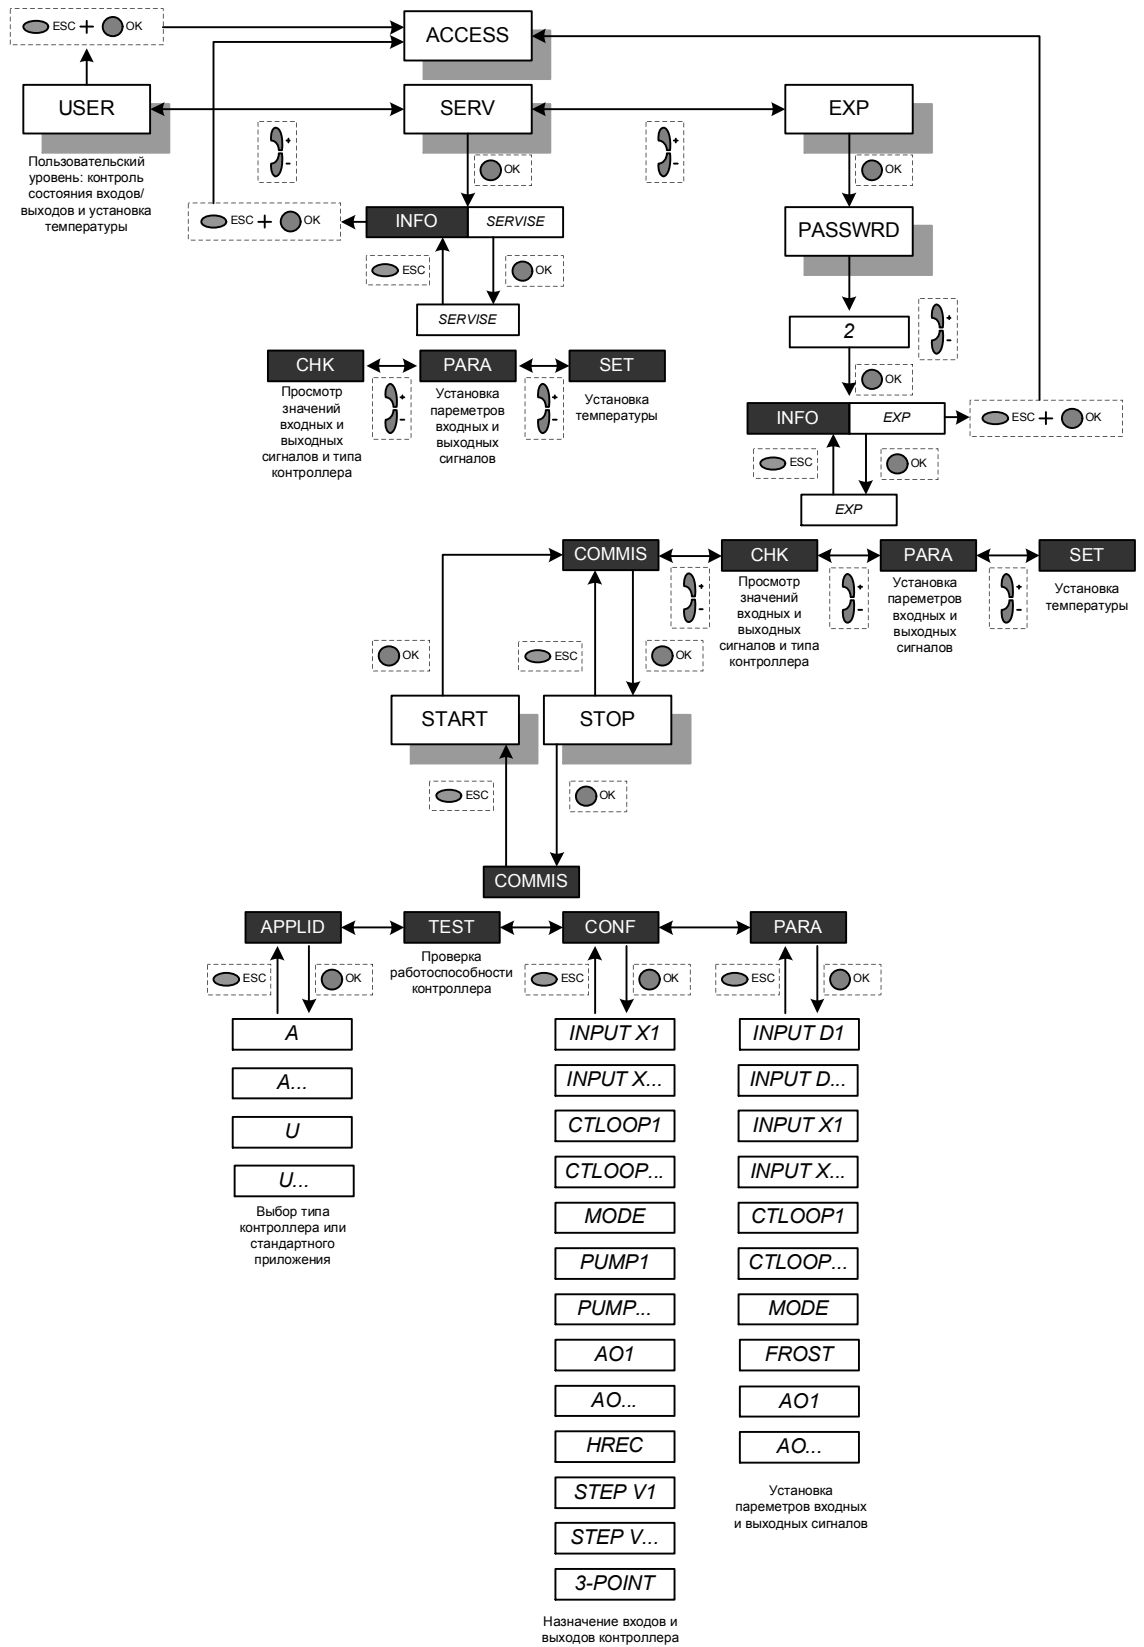 ESC + OK
ACCESS
USER
SERV
EXP
+
-
+
-
OK
OK
Пользовательский
уровень: контроль
состояния входов/
выходов и установка
температуры
ESC + OK
INFO
SERVISE
PASSWRD
ESC
OK
SERVISE
2
+
-
OK
CHK
PARA
SET
Просмотр
значений
входных и
выходных
сигналов и типа
контроллера
+
-
Установка
пареметров
входных и
выходных
сигналов
+
-
Установка
температуры
INFO
EXP
ESC + OK
ESC
OK
EXP
COMMIS
CHK
PARA
SET
+
-
Просмотр
значений
входных и
выходных
сигналов и типа
контроллера
+
-
Установка
пареметров
входных и
выходных
сигналов
+
-
Установка
температуры
OK
ESC
OK
START
STOP
ESC
OK
COMMIS
APPLID
TEST
CONF
PARA
Проверка
работоспособности
контроллера
ESC
OK
ESC
OK
ESC
OK
A
A...
U
U...
Выбор типа
контроллера или
стандартного
приложения
INPUT X1
INPUT X...
CTLOOP1
CTLOOP...
MODE
PUMP1
PUMP...
AO1
AO...
HREC
STEP V1
STEP V...
3-POINT
Назначение входов и
выходов контроллера
INPUT D1
INPUT D...
INPUT X1
INPUT X...
CTLOOP1
CTLOOP...
MODE
FROST
AO1
AO...
Установка
пареметров входных
и выходных сигналов